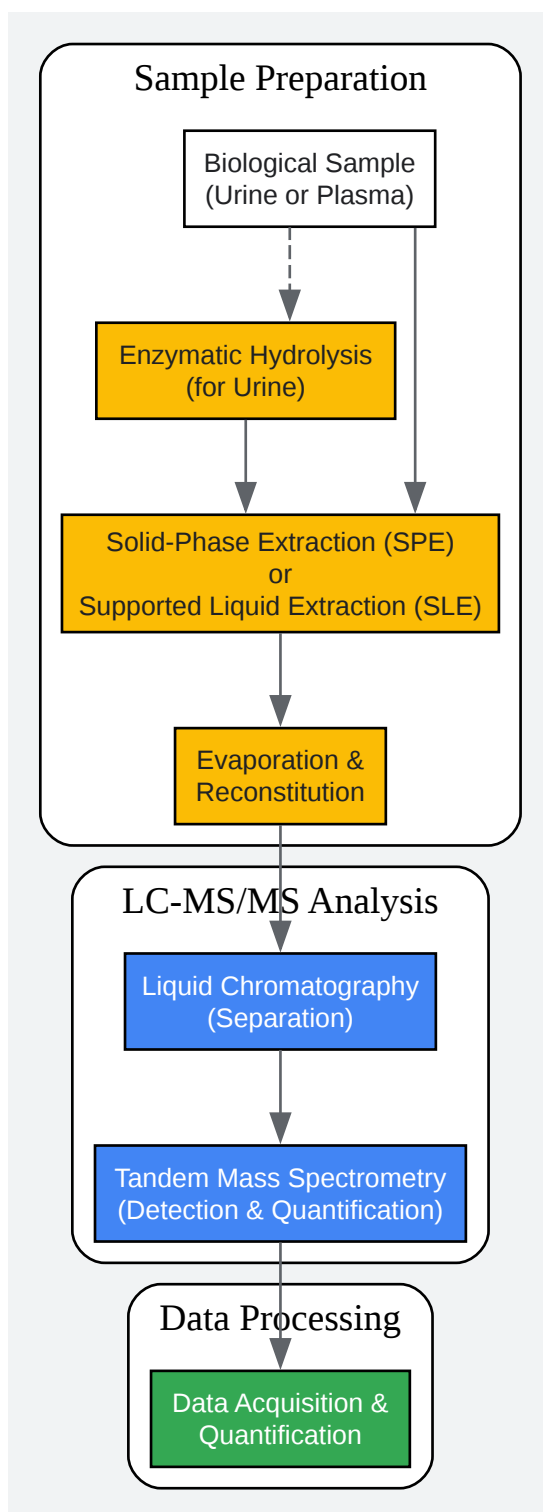 Sample Preparation
Biological Sample
(Urine or Plasma)
Enzymatic Hydrolysis
(for Urine)
Solid-Phase Extraction (SPE)
or
Supported Liquid Extraction (SLE)
Evaporation &
Reconstitution
LC-MS/MS Analysis
Liquid Chromatography
(Separation)
Tandem Mass Spectrometry
(Detection & Quantification)
Data Processing
Data Acquisition &
Quantification